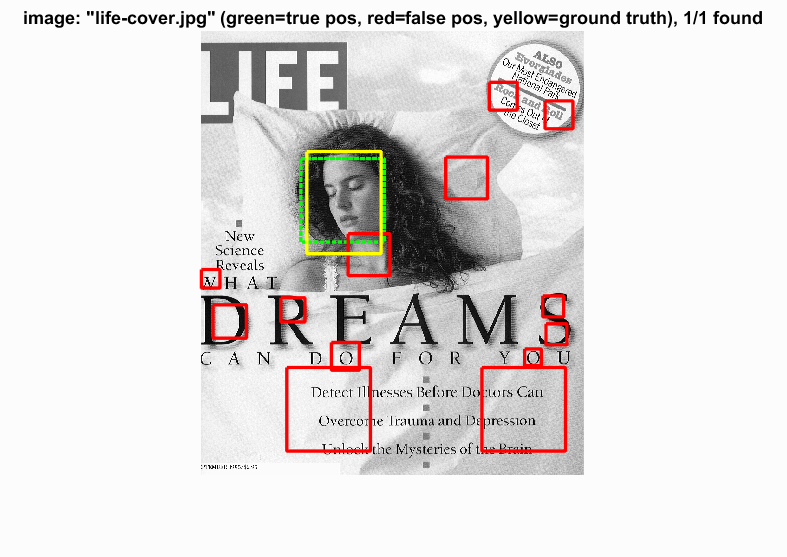 image: "life-cover.jpg" (green=true pos, red=false pos, yellow=ground truth), 1/1 found
LIFE
ALSO
Everglades
Our Most Endangered
National Park
Rock and Roll
Comes Out of
the Closet
New
Science
Reveals
WHAT
DREAMS
CAN DO FOR YOU
Detect Illnesses Before Doctors Can
Overcome Trauma and Depression
Unlock the Mysteries of the Brain